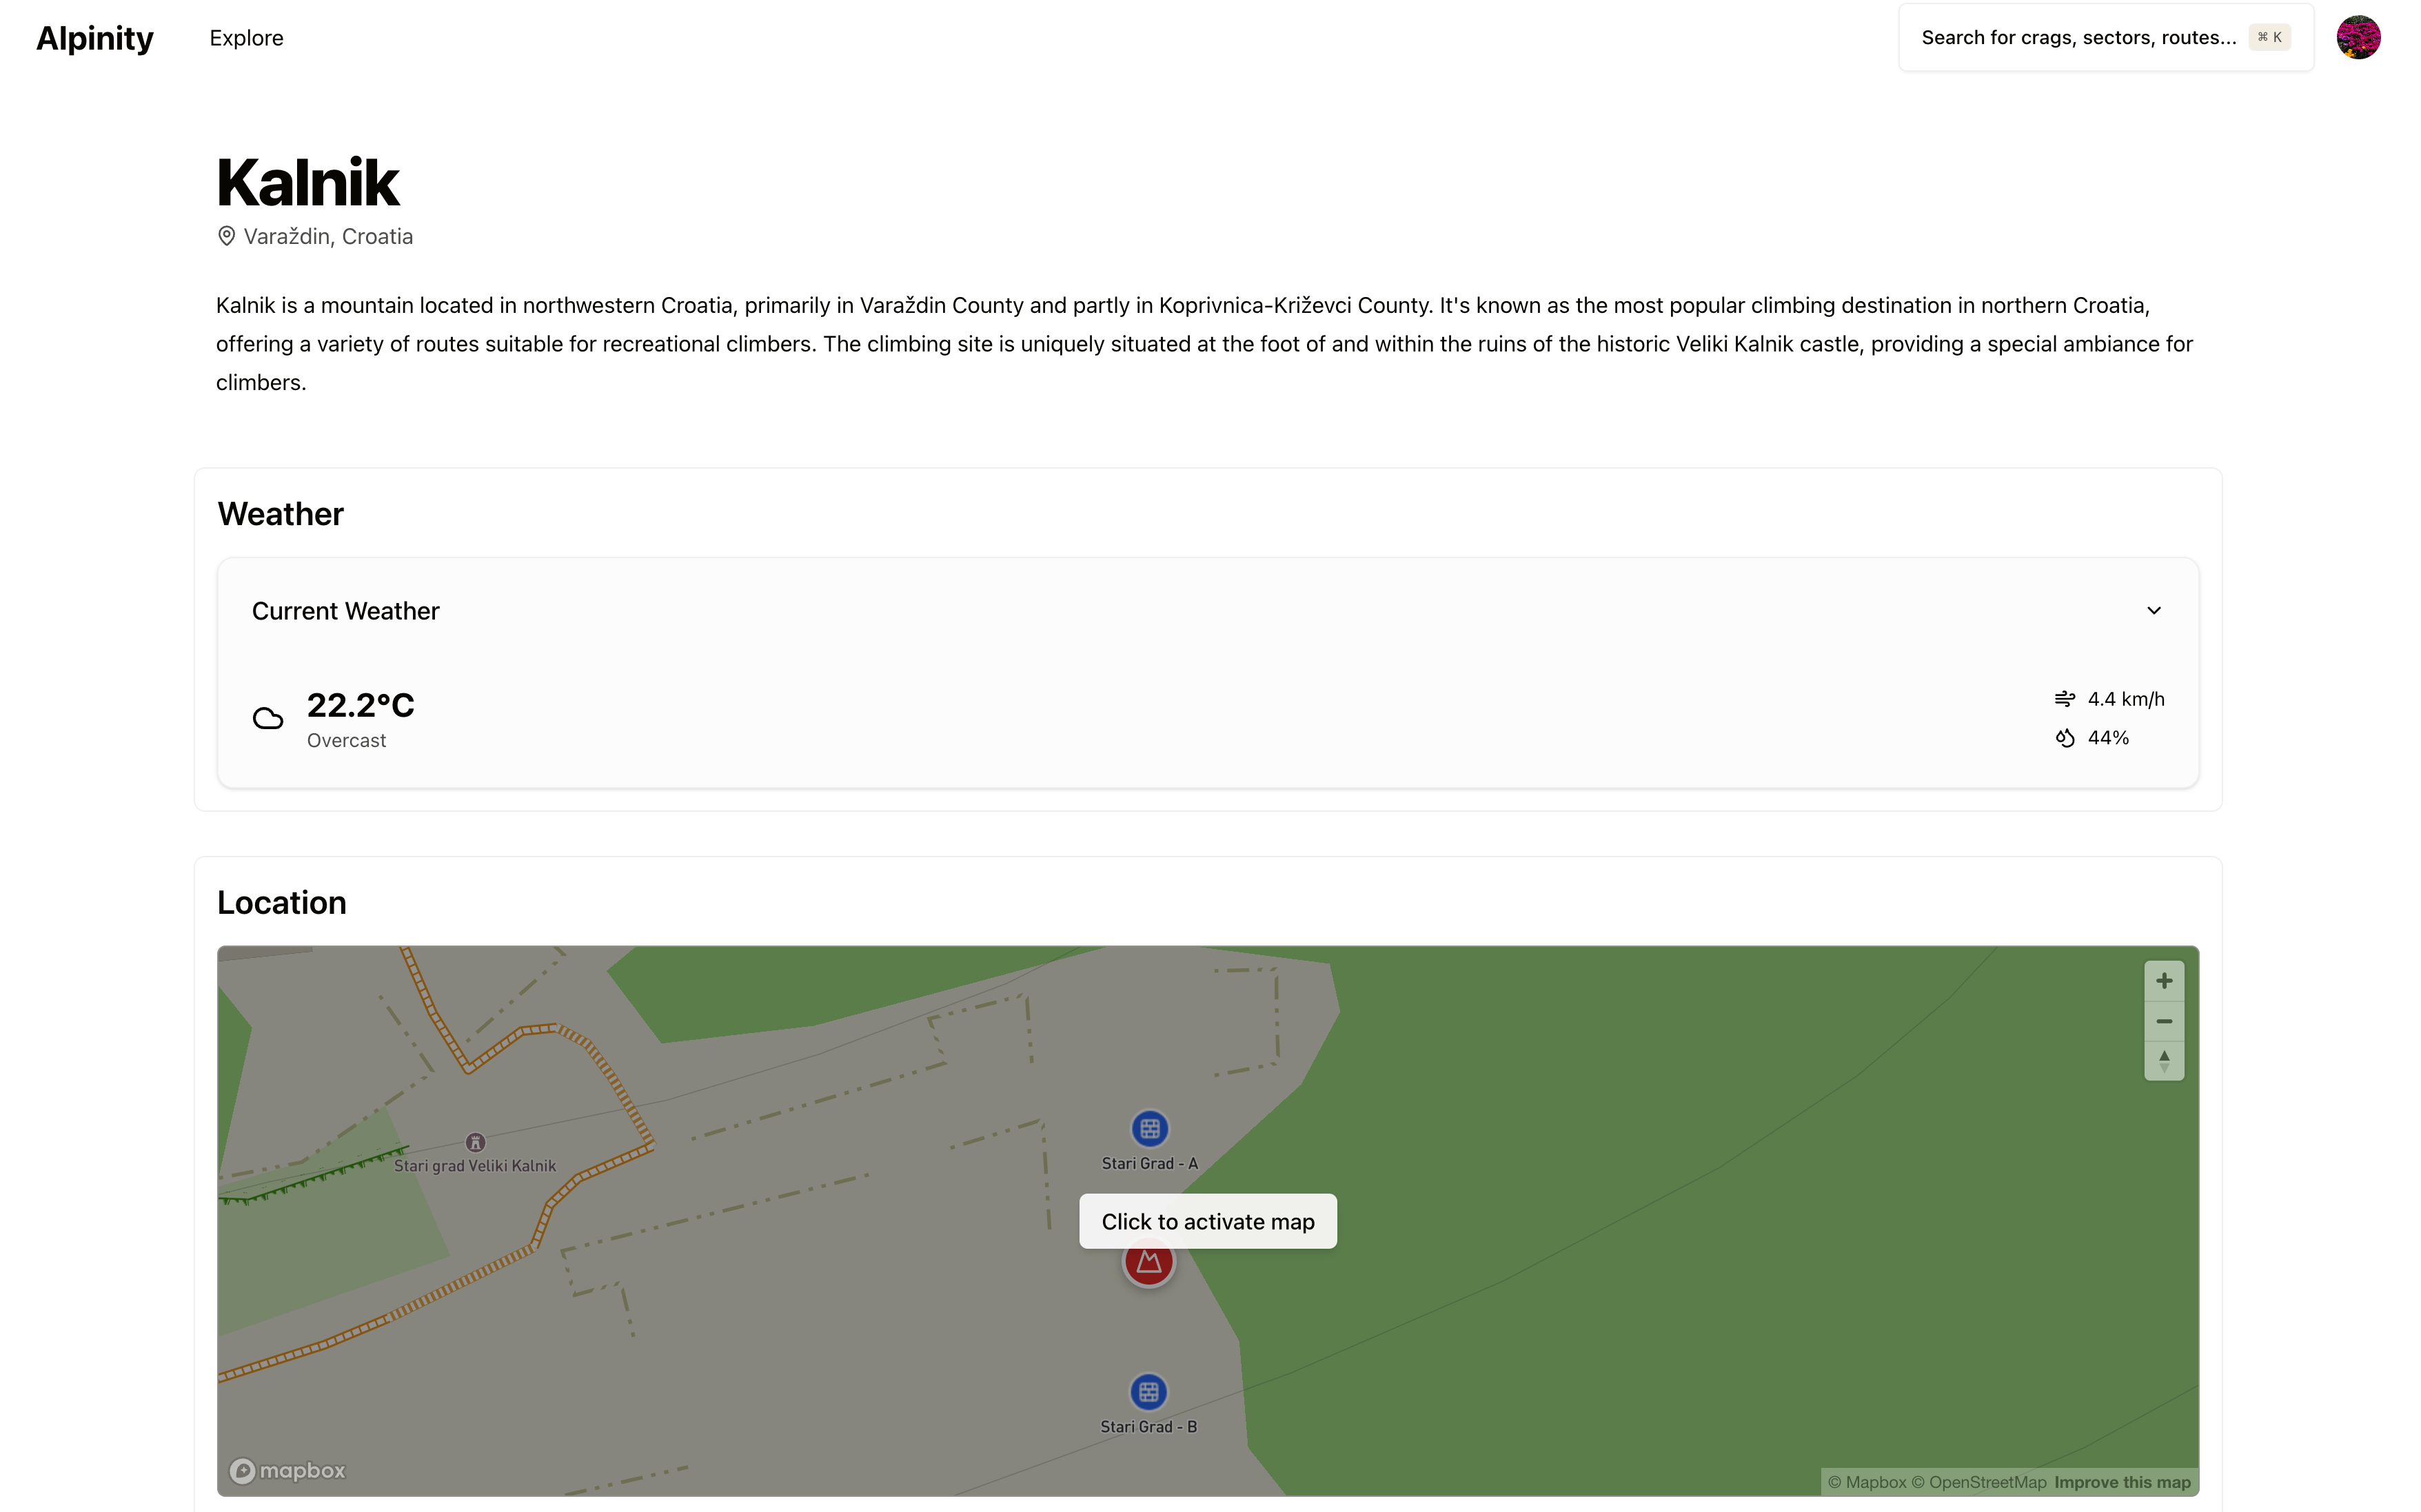 Alpinity
Explore
Search for crags, sectors, routes...
⌘ K
Kalnik
Varaždin, Croatia
Kalnik is a mountain located in northwestern Croatia, primarily in Varaždin County and partly in Koprivnica-Križevci County. It's known as the most popular climbing destination in northern Croatia,
offering a variety of routes suitable for recreational climbers. The climbing site is uniquely situated at the foot of and within the ruins of the historic Veliki Kalnik castle, providing a special ambiance for
climbers.
Weather
Current Weather
22.2°C
Overcast
4.4 km/h
44%
Location
Stari Grad - A
Stari grad Veliki Kalnik
Click to activate map
Stari Grad - B
mapbox
© Mapbox © OpenStreetMap Improve this map